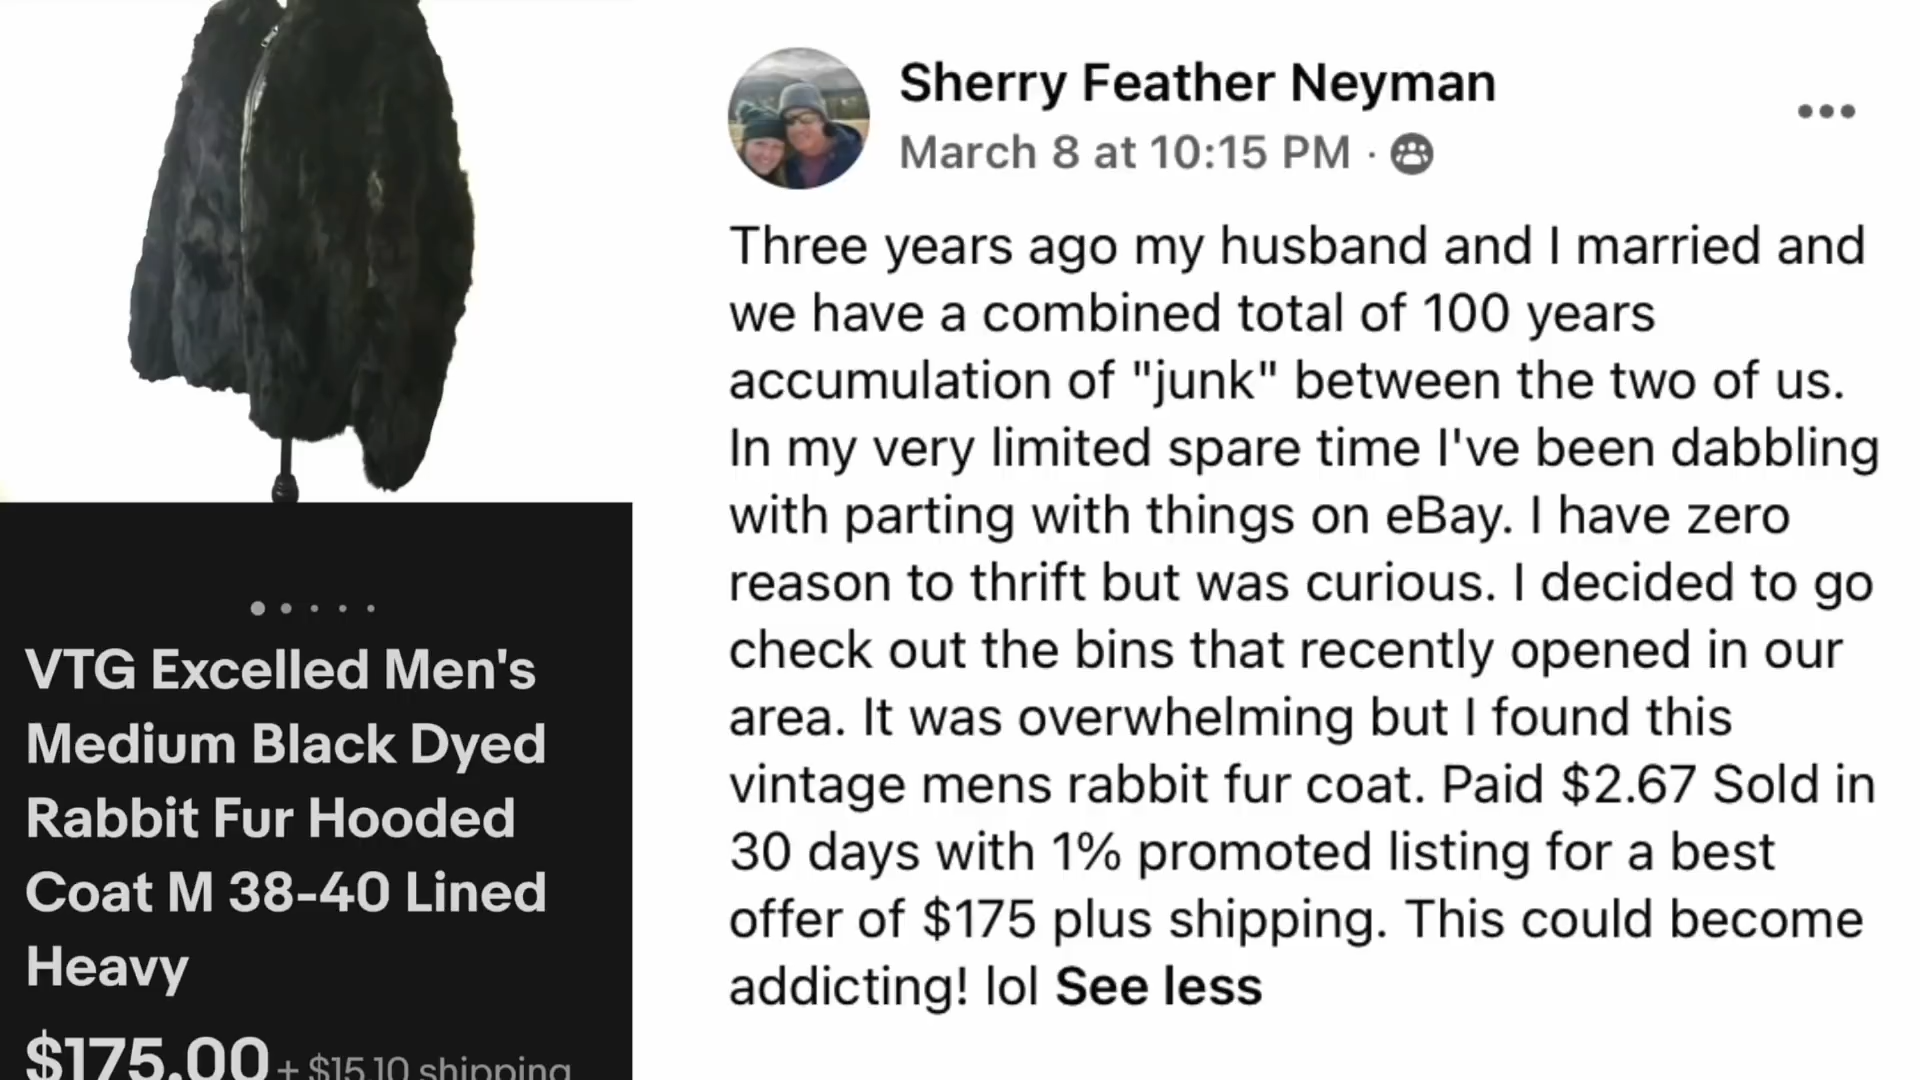 VTG Excelled Men's
Medium Black Dyed
Rabbit Fur Hooded
Coat M 38-40 Lined
Heavy
$175.00 + $15.10 shipping
Sherry Feather Neyman
March 8 at 10:15 PM ·
Three years ago my husband and I married and
we have a combined total of 100 years
accumulation of "junk" between the two of us.
In my very limited spare time I've been dabbling
with parting with things on eBay. I have zero
reason to thrift but was curious. I decided to go
check out the bins that recently opened in our
area. It was overwhelming but I found this
vintage mens rabbit fur coat. Paid $2.67 Sold in
30 days with 1% promoted listing for a best
offer of $175 plus shipping. This could become
addicting! lol See less